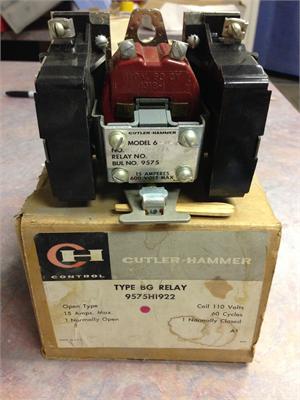 CUTLER-HAMMER
MODEL 6
NO.
RELAY NO.
BUL NO. 9575
15 AMPERES
600 VOLT MAX
CH
CONTROL
CUTLER-HAMMER
TYPE BG RELAY
9575H1922
Open Type
15 Amps. Max.
1 Normally Open
Coil 110 Volts
60 Cycles
1 Normally Closed
A1